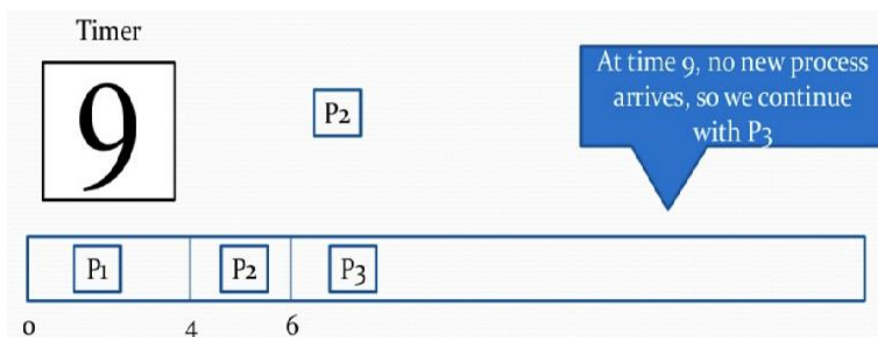 Timer
9
P2
At time 9, no new process
arrives, so we continue
with P3
P1 P2 P3
0 4 6